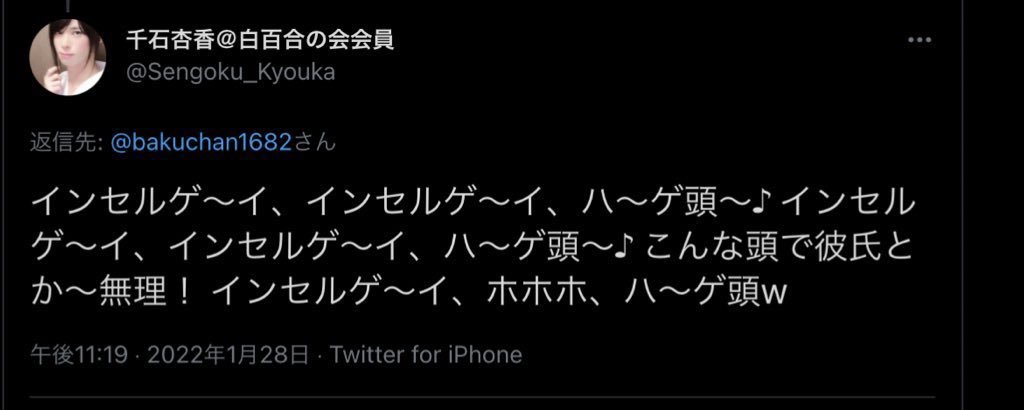 千石杏香@白百合の会会員
@Sengoku_Kyouka
返信先: @bakuchan1682さん
インセルゲ〜イ、インセルゲ〜イ、ハ〜ゲ頭〜♪インセル
ゲ〜イ、インセルゲ〜イ、ハ〜ゲ頭〜♪こんな頭で彼氏と
か〜無理！ インセルゲ〜イ、ホホホ、ハ〜ゲ頭w
午後11:19 · 2022年1月28日 · Twitter for iPhone